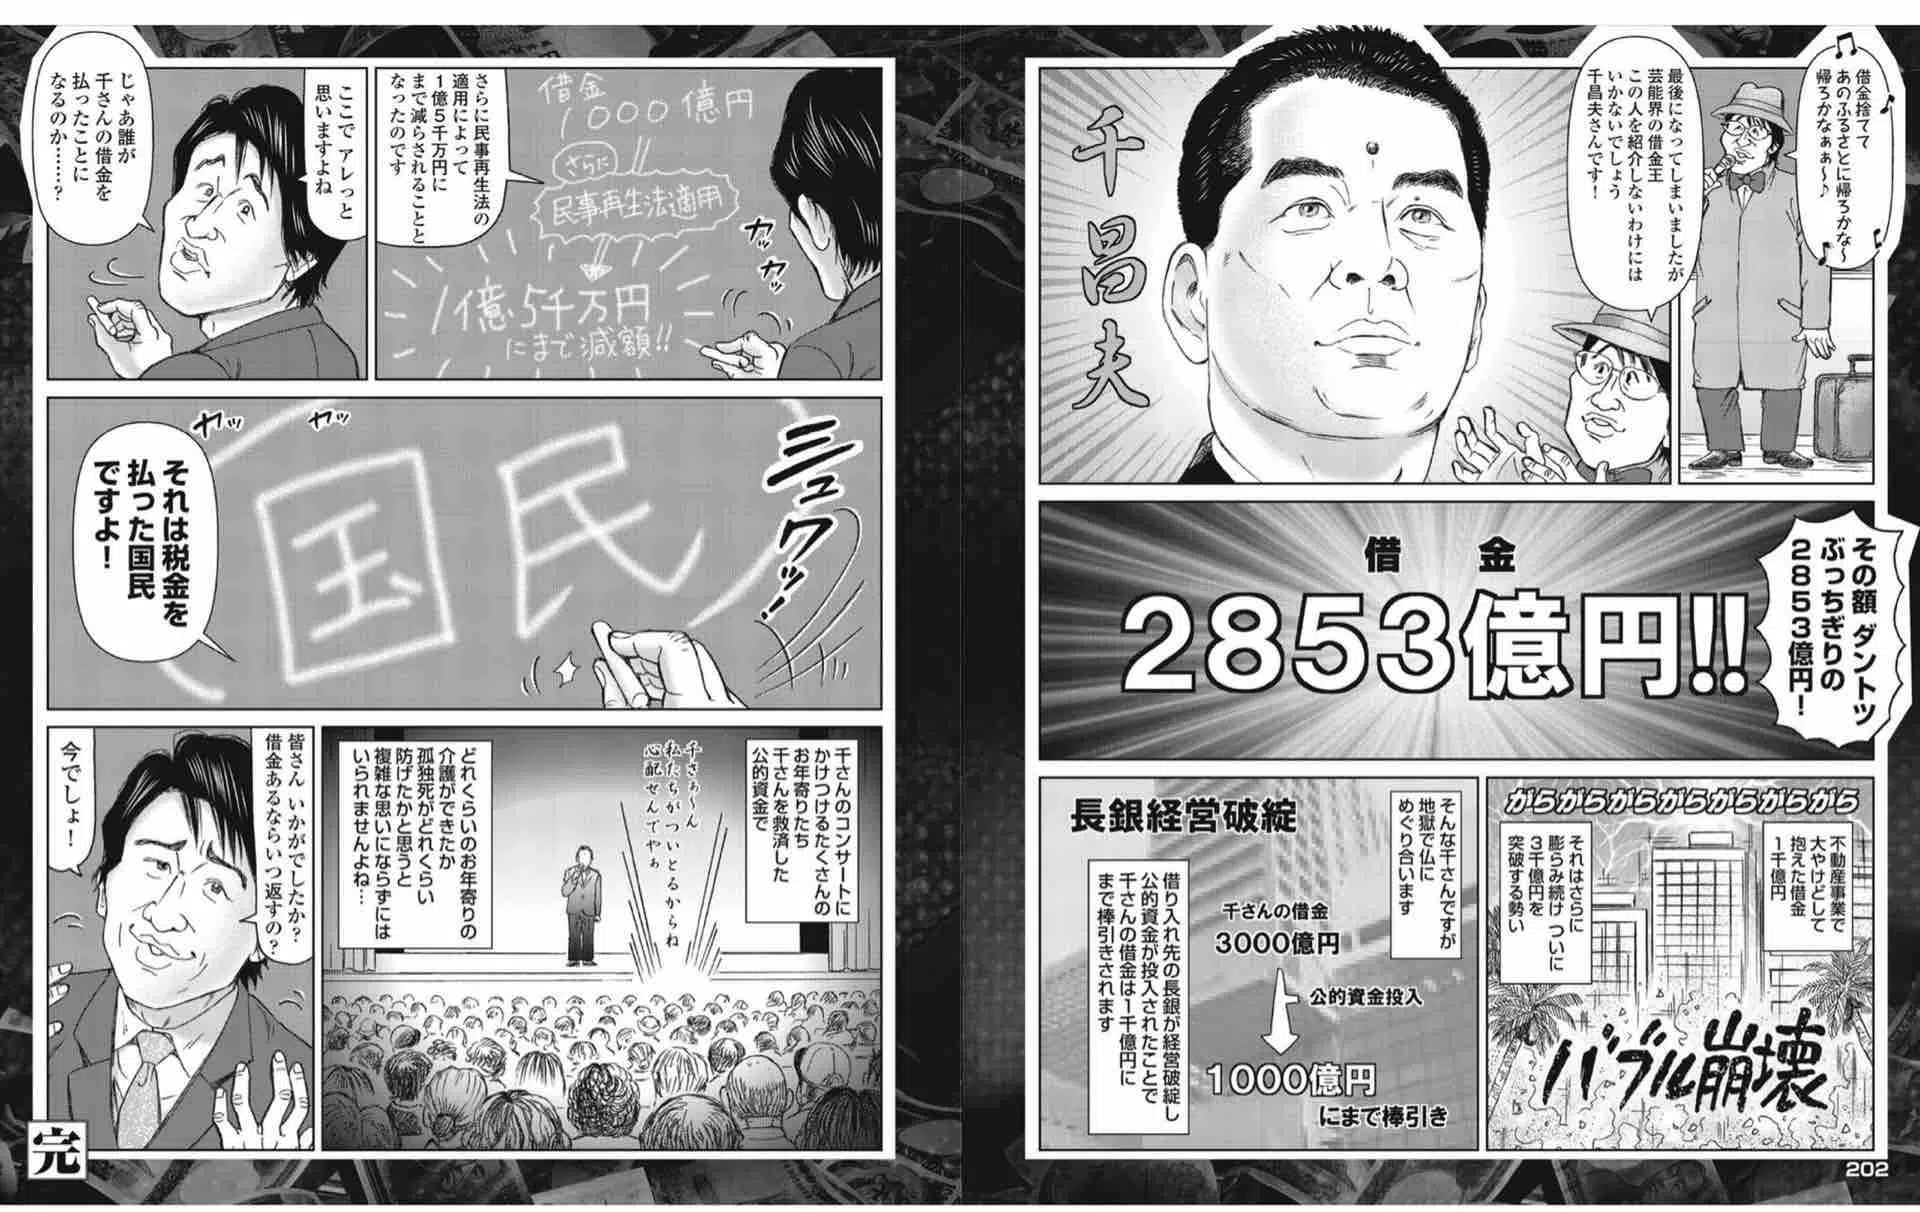 ♪借金捨てて
あのふるさとに帰ろかな〜
帰ろかなぁぁ〜♪
最後になってしまいましたが
芸能界の借金王
この人を紹介しないわけには
いかないでしょう
千昌夫さんです!
千昌夫
その額 ダントツ
ぶっちぎりの
2853億円!
借金
2853億円!!
がらがらがらがらがらがらがら
不動産事業で
大やけどして
抱えた借金
1千億円
それはさらに
膨らみ続け ついに
3千億円を
突破する勢い
バブル崩壊
そんな千さんですが
地獄で仏に
めぐり合います
長銀経営破綻
千さんの借金
3000億円
公的資金投入
1000億円
にまで棒引き
借り入れ先の長銀が経営破綻し
公的資金が投入されたことで
千さんの借金は1千億円に
まで棒引きされます
202
借金
1000億円
さらに
民事再生法適用
1億5千万円
にまで減額!!
カッ
カッ
さらに民事再生法の
適用によって
1億5千万円に
まで減らされることと
なったのです
ここでアレっと
思いますよね
じゃあ誰が
千さんの借金を
払ったことに
なるのか……?
ミュワッ!
カッ
カッ
国民
それは税金を
払った国民
ですよ!
千さんのコンサートに
かけつけるたくさんの
お年寄りたち
千さんを救済した
公的資金で
千さぁ〜ん
私たちがついとるからね
心配せんでやぁ
どれくらいのお年寄りの
介護ができたか
孤独死がどれくらい
防げたかと思うと
複雑な思いにならずには
いられませんよね…
皆さん いかがでしたか?
借金あるならいつ返すの?
今でしょ!
完